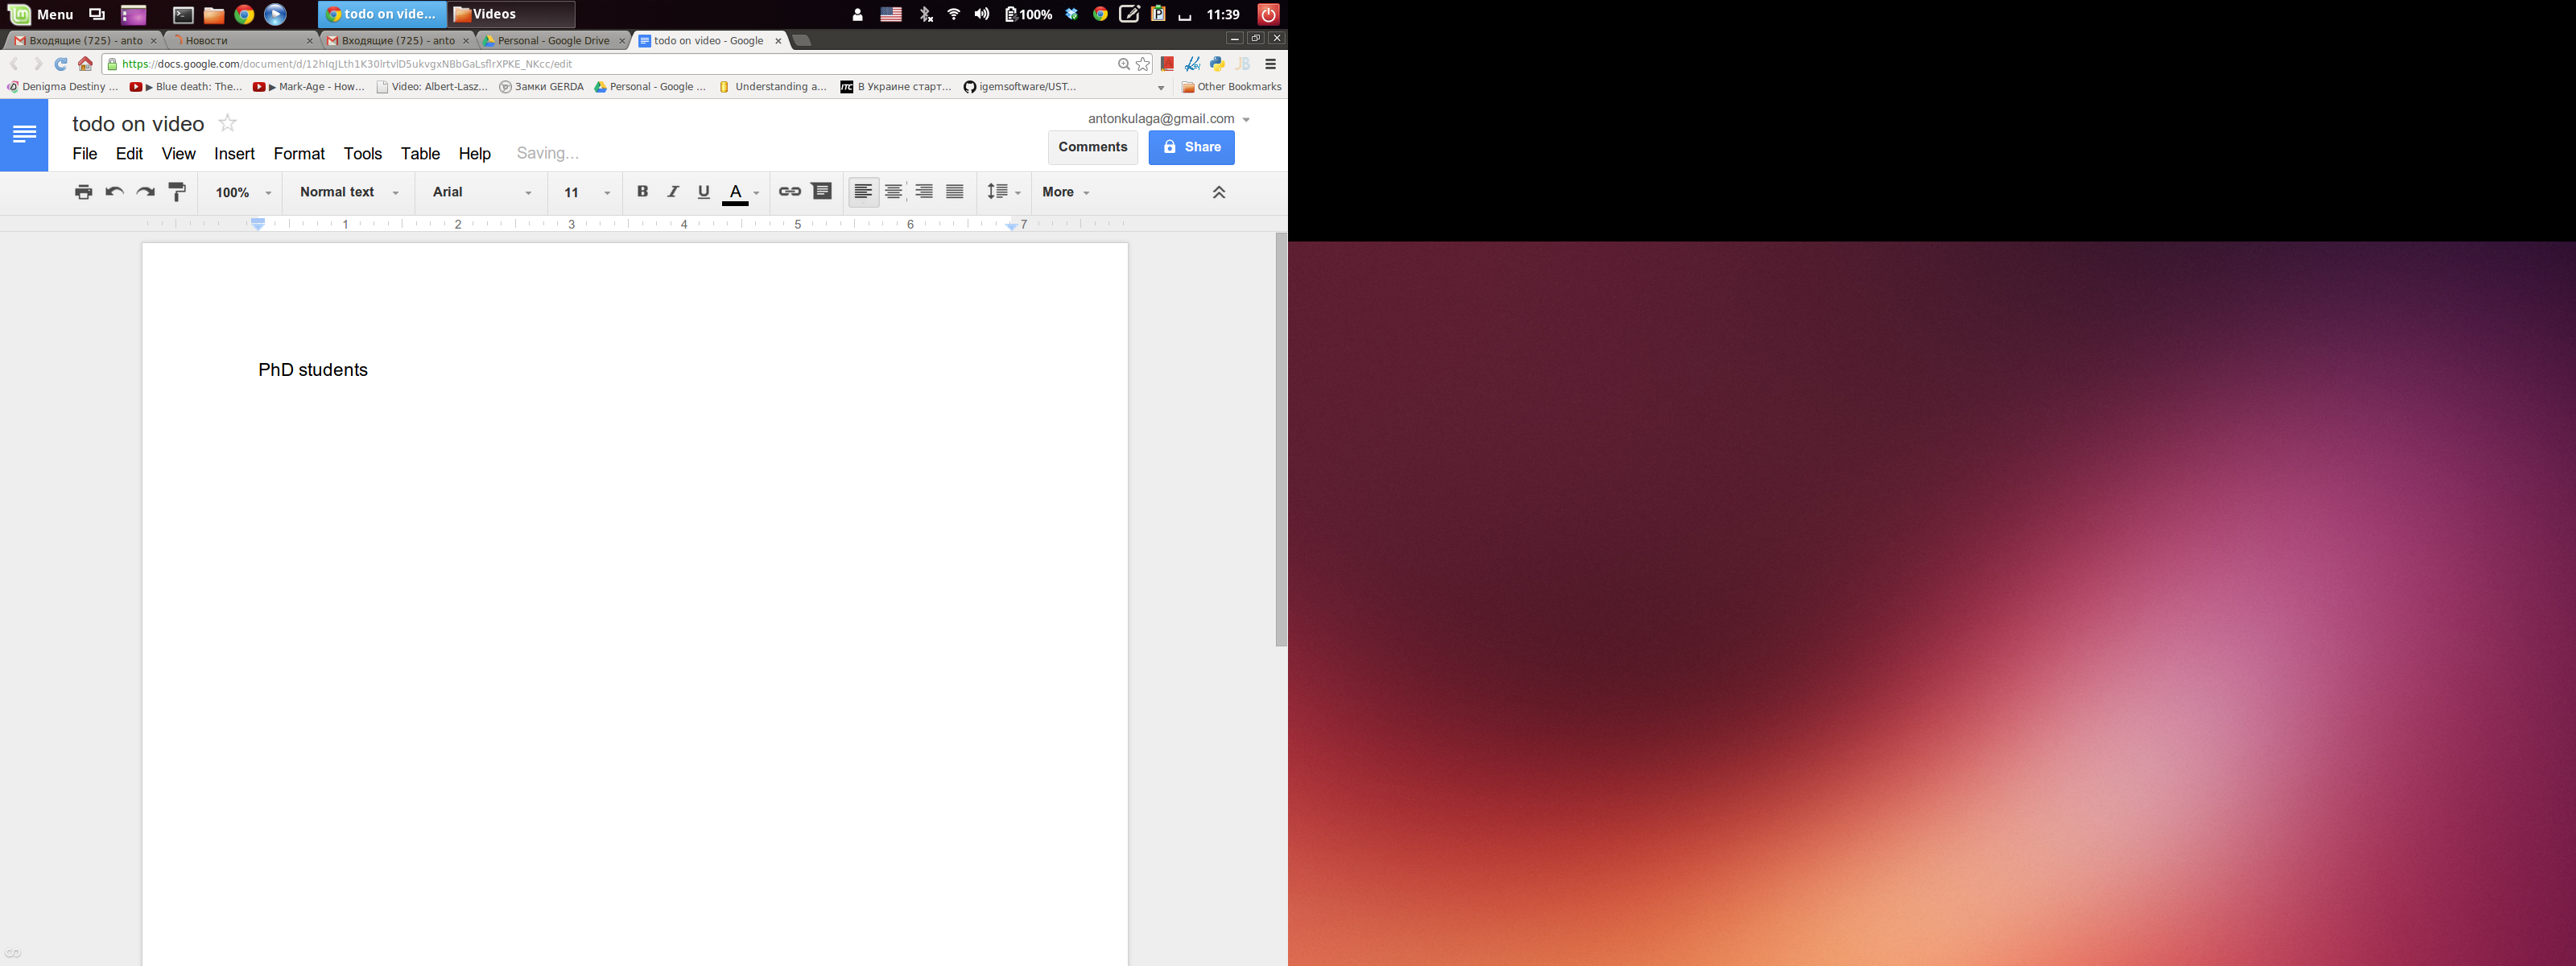 Menu todo on vide... Videos 100% 11:39
Входящие (725) - anto Новости Входящие (725) - anto Personal - Google Drive todo on video - Google
https://docs.google.com/document/d/12hIqJLth1K30lrtvlD5ukvgxNBbGaLsflrXPKE_NKcc/edit
Denigma Destiny ... ▶ Blue death: The... ▶ Mark-Age - How... Video: Albert-Lasz... Замки GERDA Personal - Google ... Understanding a... ITC В Украине старт... igemsoftware/UST... Other Bookmarks
todo on video
antonkulaga@gmail.com
File Edit View Insert Format Tools Table Help Saving...
Comments Share
100% Normal text Arial 11 B I U A More
1 2 3 4 5 6 7
PhD students